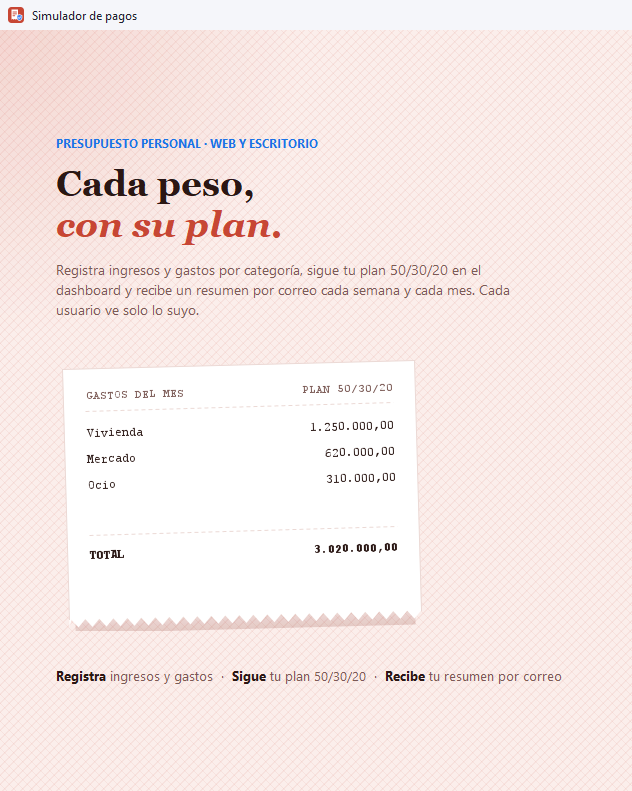 Simulador de pagos
PRESUPUESTO PERSONAL · WEB Y ESCRITORIO
Cada peso,
con su plan.
Registra ingresos y gastos por categoría, sigue tu plan 50/30/20 en el
dashboard y recibe un resumen por correo cada semana y cada mes. Cada
usuario ve solo lo suyo.
GASTOS DEL MES PLAN 50/30/20
Vivienda 1.250.000,00
Mercado 620.000,00
Ocio 310.000,00
TOTAL 3.020.000,00
Registra ingresos y gastos · Sigue tu plan 50/30/20 · Recibe tu resumen por correo